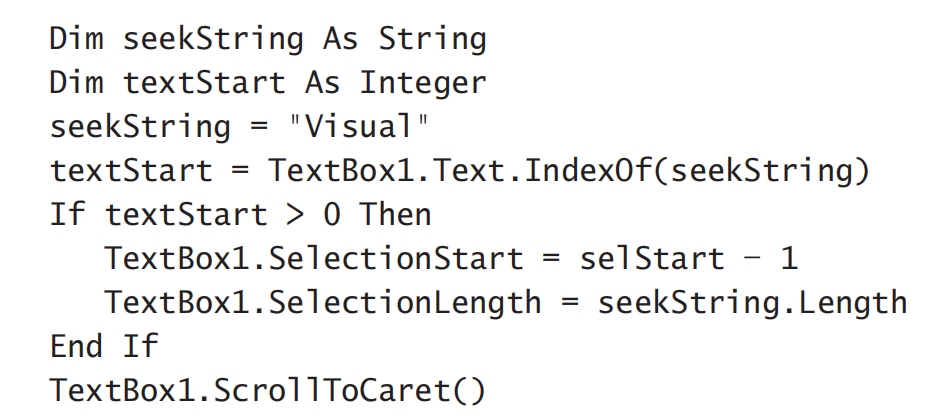 Dim seekString As String
Dim textStart As Integer
seekString = "Visual"
textStart = TextBox1.Text.IndexOf(seekString)
If textStart > 0 Then
   TextBox1.SelectionStart = selStart – 1
   TextBox1.SelectionLength = seekString.Length
End If
TextBox1.ScrollToCaret()